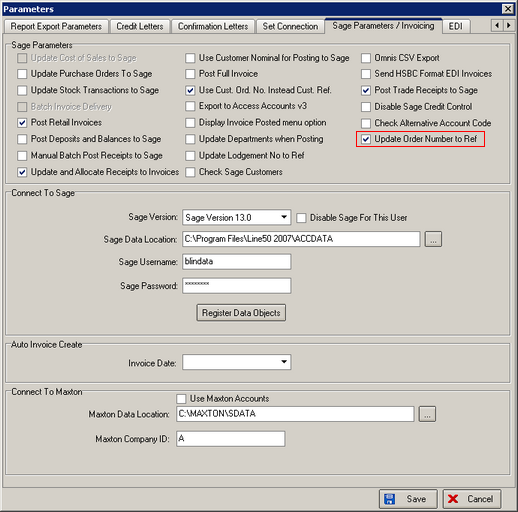 Parameters
Report Export Parameters Credit Letters Confirmation Letters Set Connection Sage Parameters / Invoicing EDI
Sage Parameters
Update Cost of Sales to Sage Use Customer Nominal for Posting to Sage Omnis CSV Export
Update Purchase Orders To Sage Post Full Invoice Send HSBC Format EDI Invoices
Update Stock Transactions to Sage Use Cust. Ord. No. Instead Cust. Ref. Post Trade Receipts to Sage
Batch Invoice Delivery Export to Access Accounts v3 Disable Sage Credit Control
Post Retail Invoices Display Invoice Posted menu option Check Alternative Account Code
Post Deposits and Balances to Sage Update Departments when Posting Update Order Number to Ref
Manual Batch Post Receipts to Sage Update Lodgement No to Ref
Update and Allocate Receipts to Invoices Check Sage Customers
Connect To Sage
Sage Version: Sage Version 13.0 Disable Sage For This User
Sage Data Location: C:\Program Files\Line50 2007\ACCDATA ...
Sage Username: blindata
Sage Password: ********
Register Data Objects
Auto Invoice Create
Invoice Date:
Connect To Maxton
Use Maxton Accounts
Maxton Data Location: C:\MAXTON\SDATA ...
Maxton Company ID: A
Save Cancel